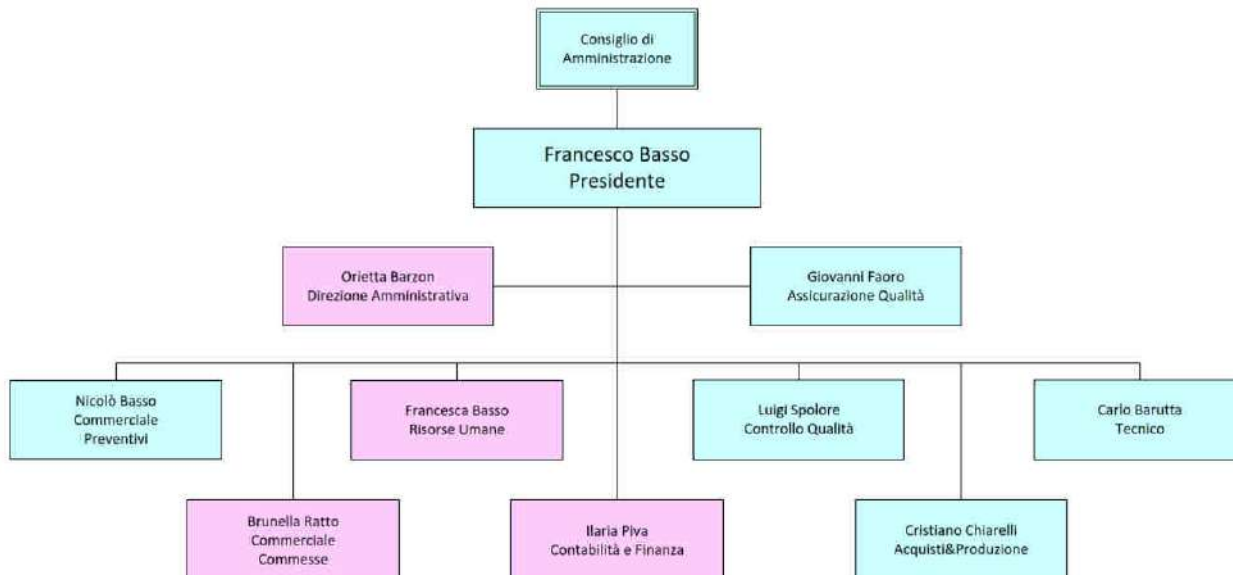 Consiglio di
Amministrazione
Francesco Basso
Presidente
Orietta Barzon
Direzione Amministrativa
Giovanni Faoro
Assicurazione Qualità
Nicolò Basso
Commerciale
Preventivi
Francesca Basso
Risorse Umane
Luigi Spolore
Controllo Qualità
Carlo Barutta
Tecnico
Brunella Ratto
Commerciale
Commesse
Ilaria Piva
Contabilità e Finanza
Cristiano Chiarelli
Acquisti&Produzione